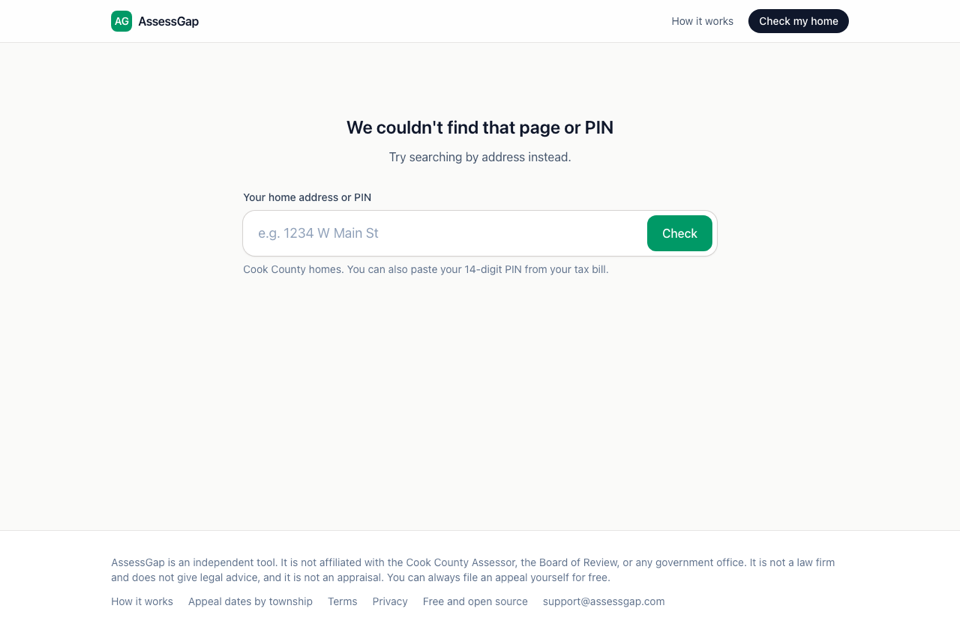 AG AssessGap
How it works
Check my home
We couldn't find that page or PIN
Try searching by address instead.
Your home address or PIN
e.g. 1234 W Main St
Check
Cook County homes. You can also paste your 14-digit PIN from your tax bill.
AssessGap is an independent tool. It is not affiliated with the Cook County Assessor, the Board of Review, or any government office. It is not a law firm
and does not give legal advice, and it is not an appraisal. You can always file an appeal yourself for free.
How it works Appeal dates by township Terms Privacy Free and open source support@assessgap.com